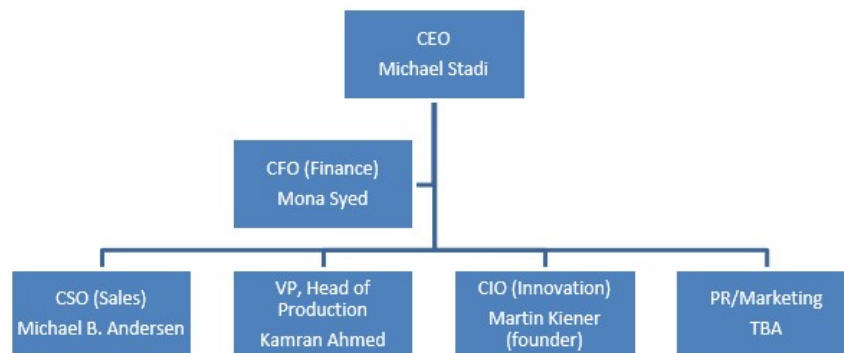 CEO
Michael Stadi
CFO (Finance)
Mona Syed
CSO (Sales)
Michael B. Andersen
VP, Head of
Production
Kamran Ahmed
CIO (Innovation)
Martin Kiener
(founder)
PR/Marketing
TBA